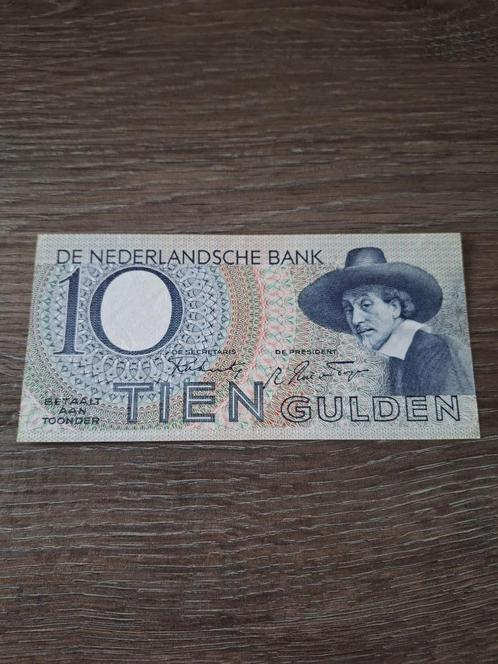 DE NEDERLANDSCHE BANK
10
DE SECRETARIS DE PRESIDENT
BETAALT
AAN
TOONDER
TIEN GULDEN